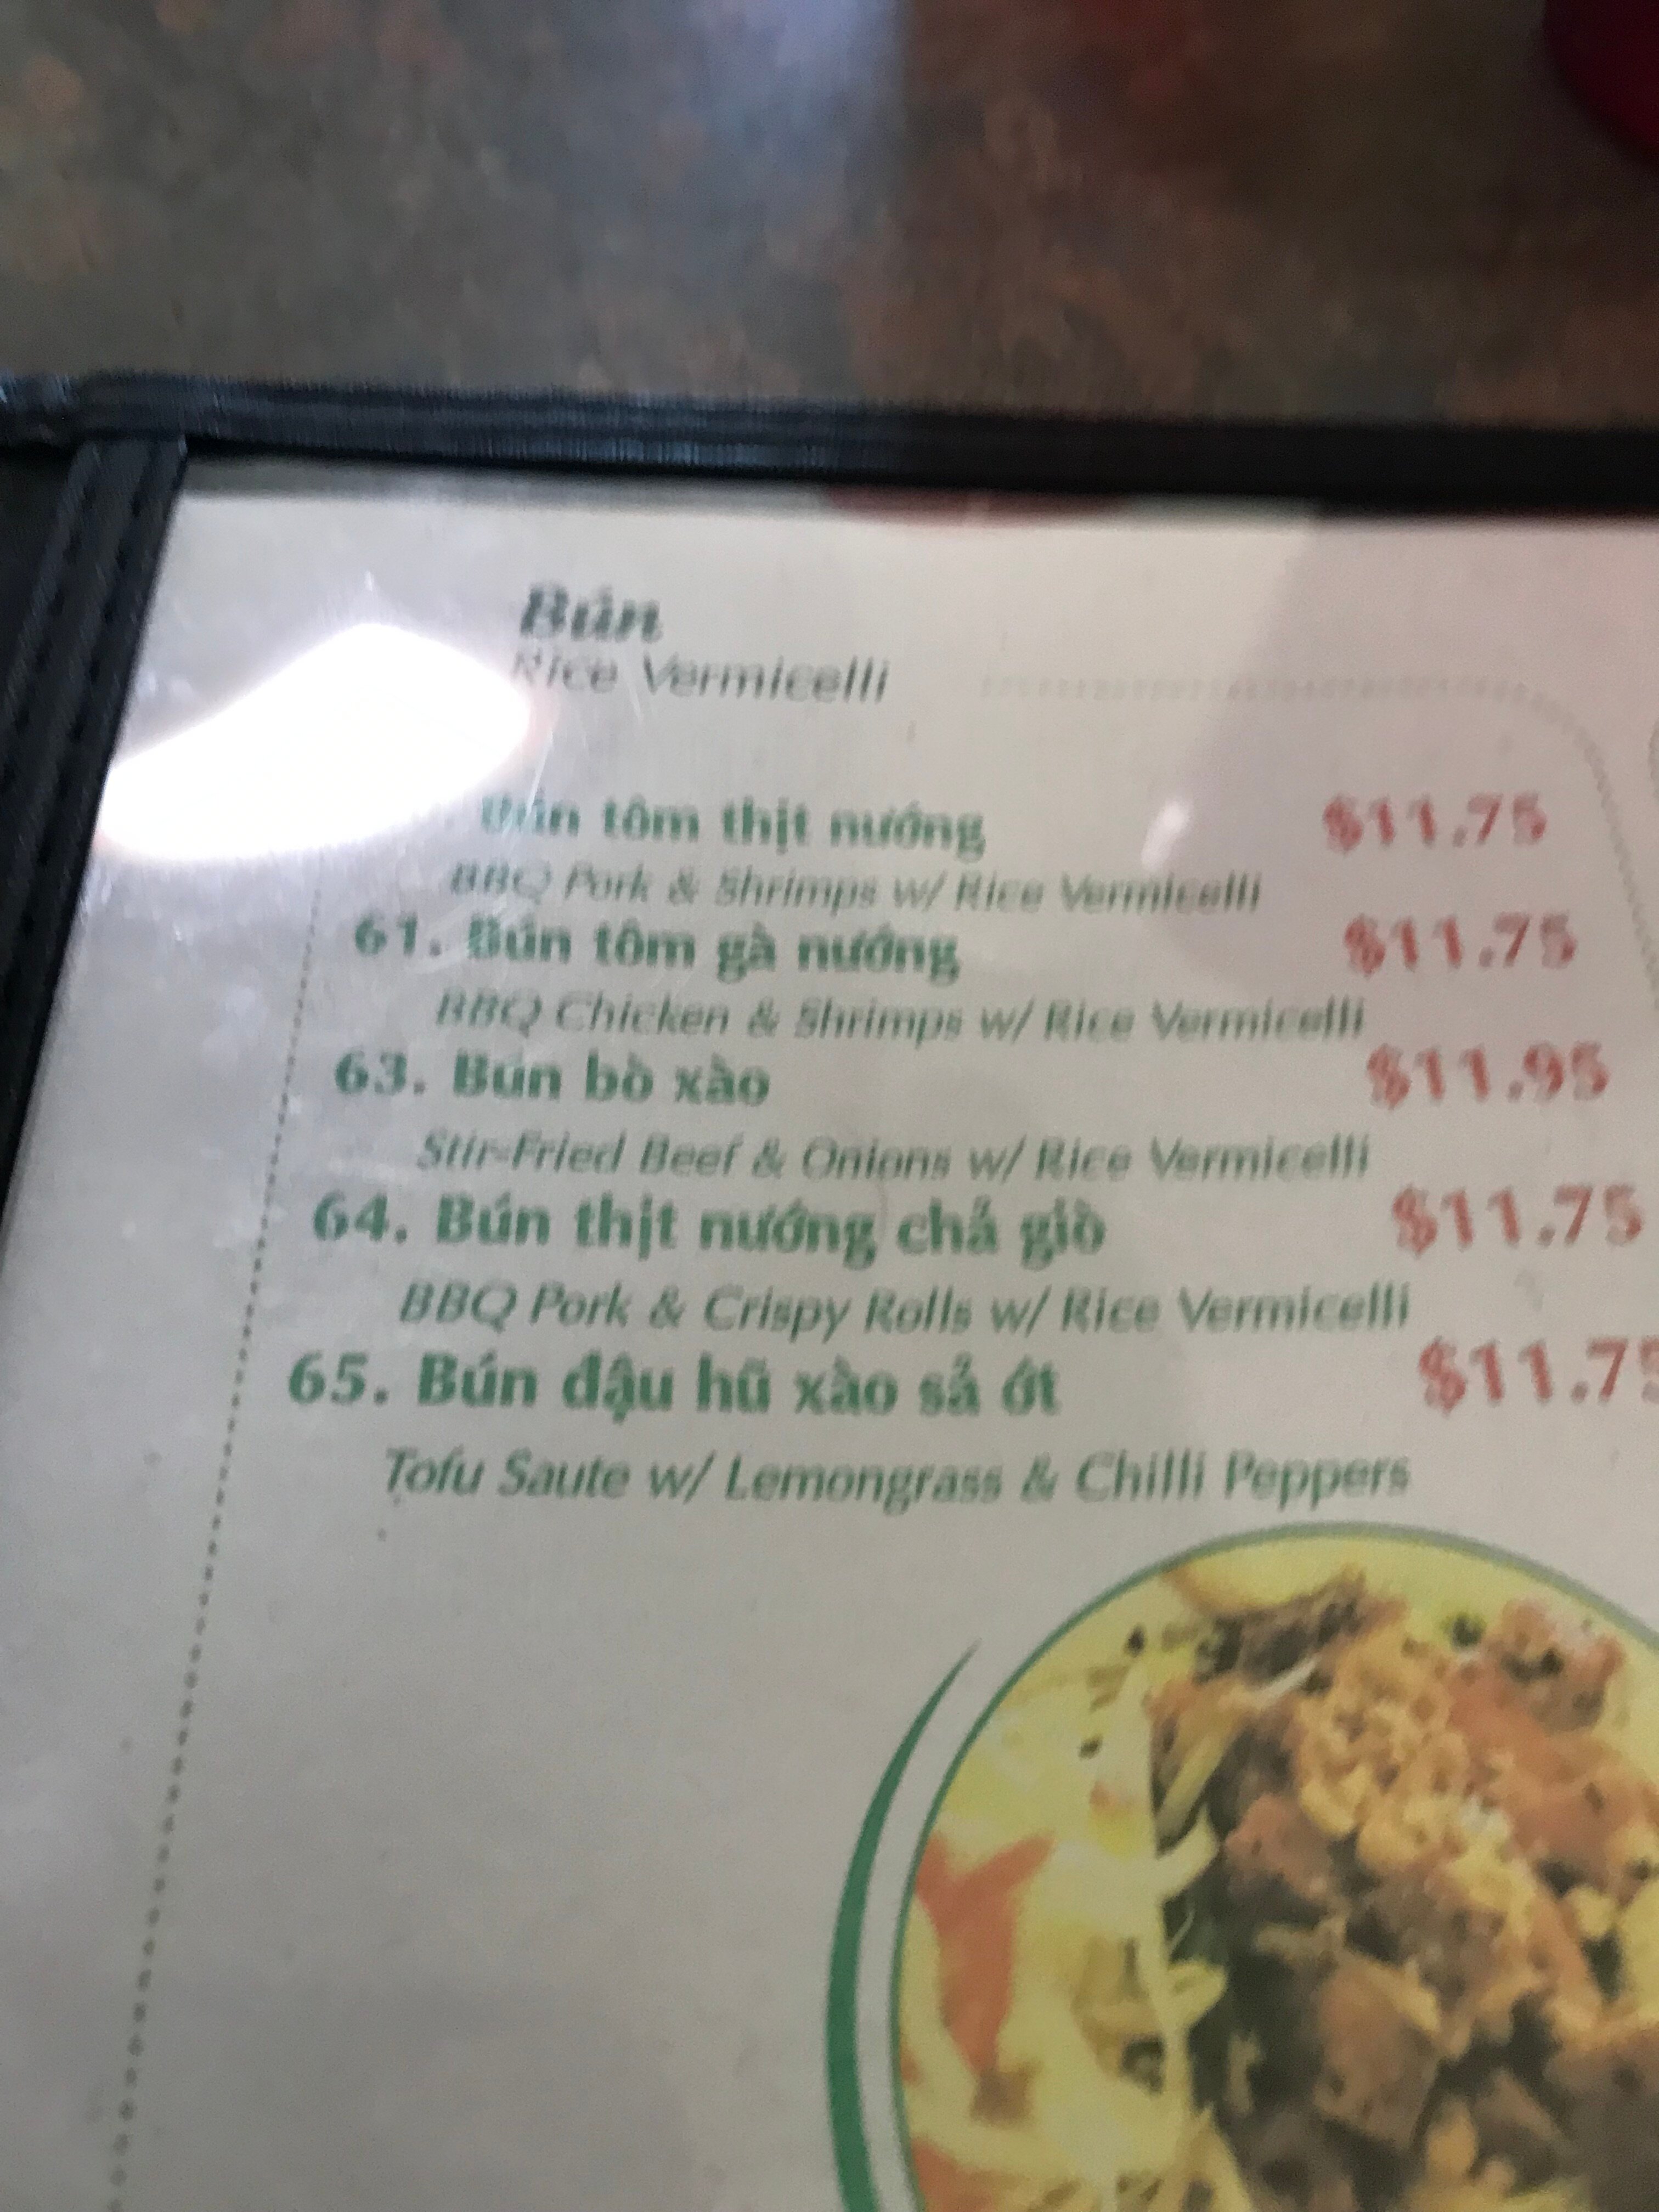 Bún
Rice Vermicelli
Bún tôm thịt nướng $11.75
BBQ Pork & Shrimps w/ Rice Vermicelli
61. Bún tôm gà nướng $11.75
BBQ Chicken & Shrimps w/ Rice Vermicelli
63. Bún bò xào $11.95
Stir-Fried Beef & Onions w/ Rice Vermicelli
64. Bún thịt nướng chả giò $11.75
BBQ Pork & Crispy Rolls w/ Rice Vermicelli
65. Bún đậu hũ xào sả ớt $11.75
Tofu Saute w/ Lemongrass & Chilli Peppers